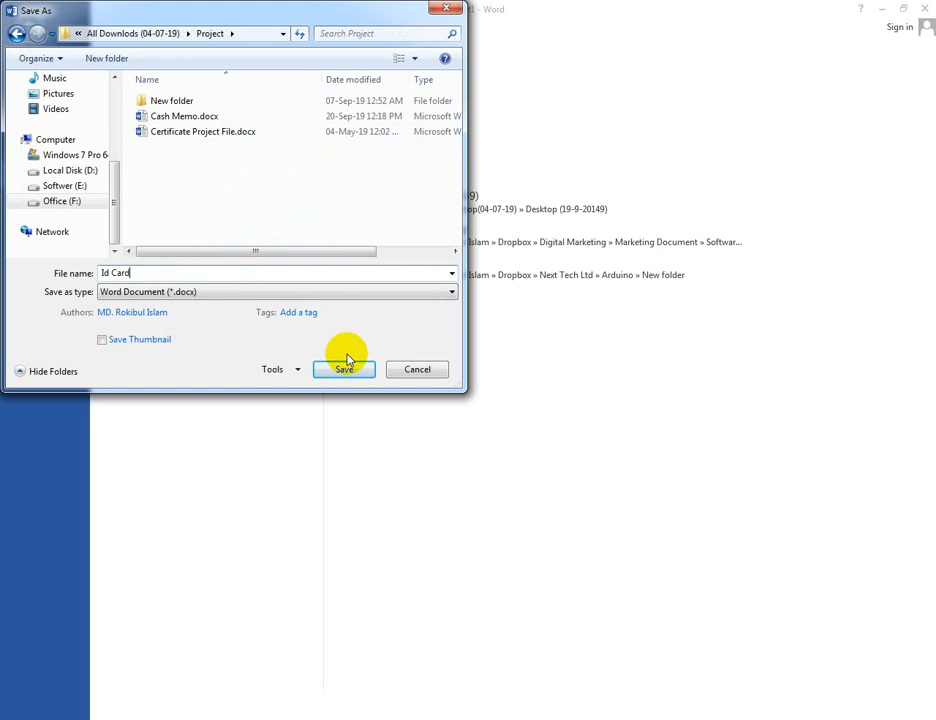 Save As
1 - Word
?
Sign in
« All Downlods (04-07-19) Project
Search Project
Organize New folder
Music
Pictures
Videos
Computer
Windows 7 Pro 6
Local Disk (D:)
Softwer (E:)
Office (F:)
Network
Name Date modified Type
New folder 07-Sep-19 12:52 AM File folder
Cash Memo.docx 20-Sep-19 12:18 PM Microsoft W
Certificate Project File.docx 04-May-19 12:02 ... Microsoft W
9)
op(04-07-19) » Desktop (19-9-20149)
Islam » Dropbox » Digital Marketing » Marketing Document » Softwar...
Islam » Dropbox » Next Tech Ltd » Arduino » New folder
File name: Id Card
Save as type: Word Document (*.docx)
Authors: MD. Rokibul Islam Tags: Add a tag
Save Thumbnail
Hide Folders Tools Save Cancel